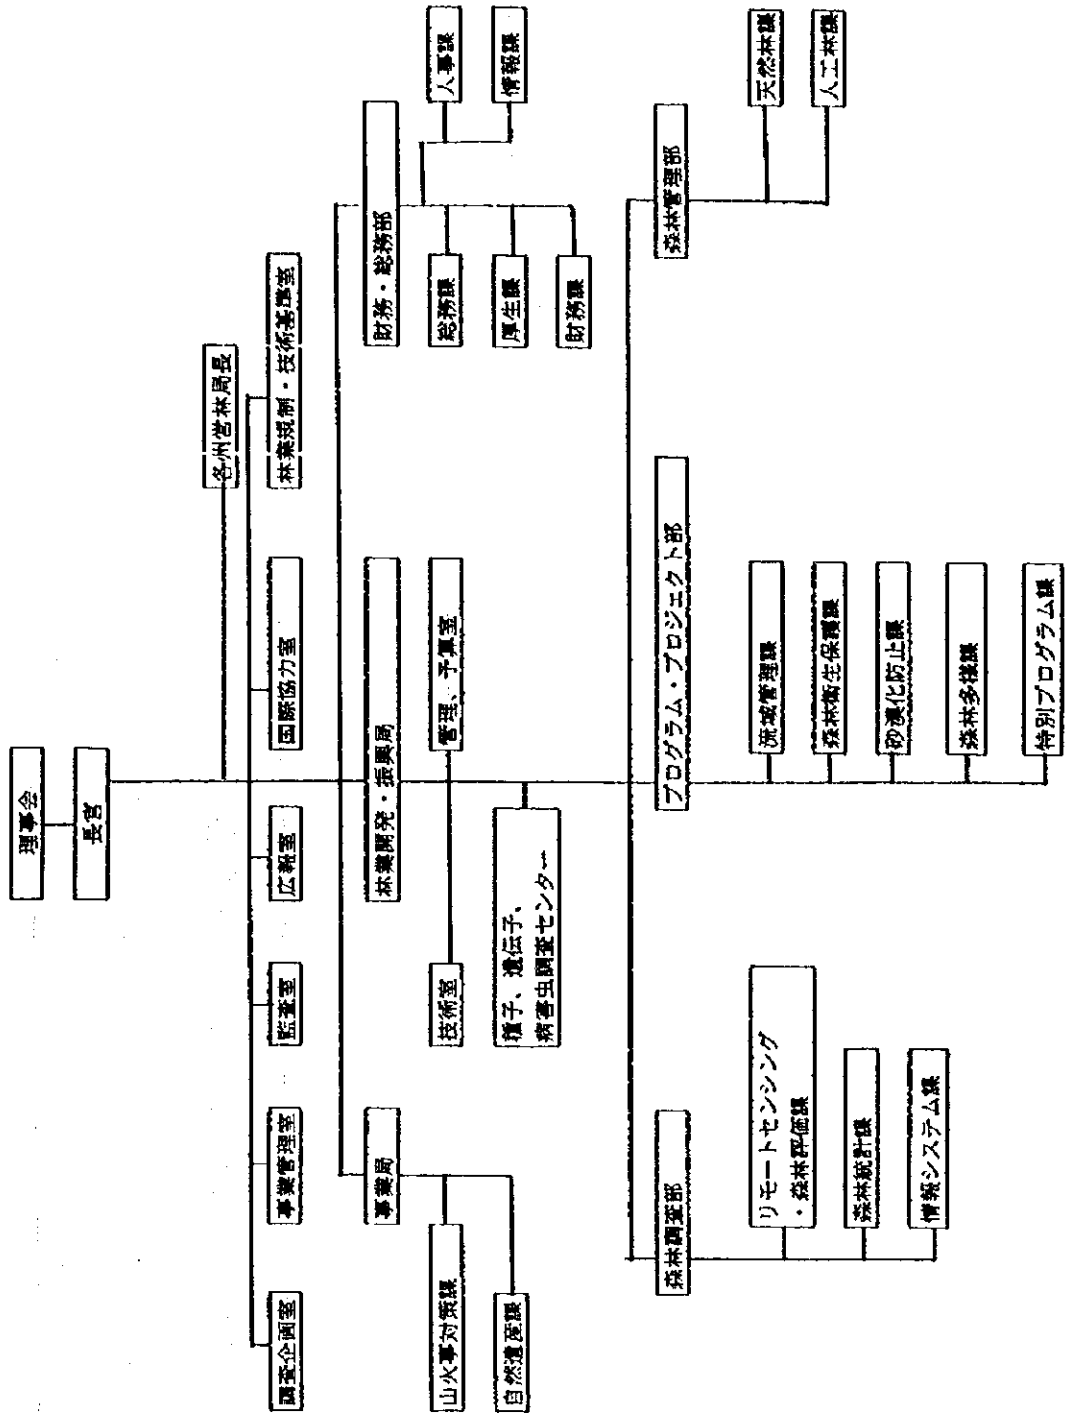 理事会
長官
各州営林局長
調査企画室
事業管理室
監査室
広報室
国際協力室
林業規制・技術基準室
事業局
林業開発・振興局
財務・総務部
山火事対策課
自然遺産課
技術室
管理、予算室
種子、遺伝子、
病害虫調査センター
総務課
厚生課
財務課
人事課
情報課
森林調査部
プログラム・プロジェクト部
森林管理部
リモートセンシング
・森林評価課
森林統計課
情報システム課
流域管理課
森林衛生保護課
砂漠化防止課
森林多様課
特別プログラム課
天然林課
人工林課